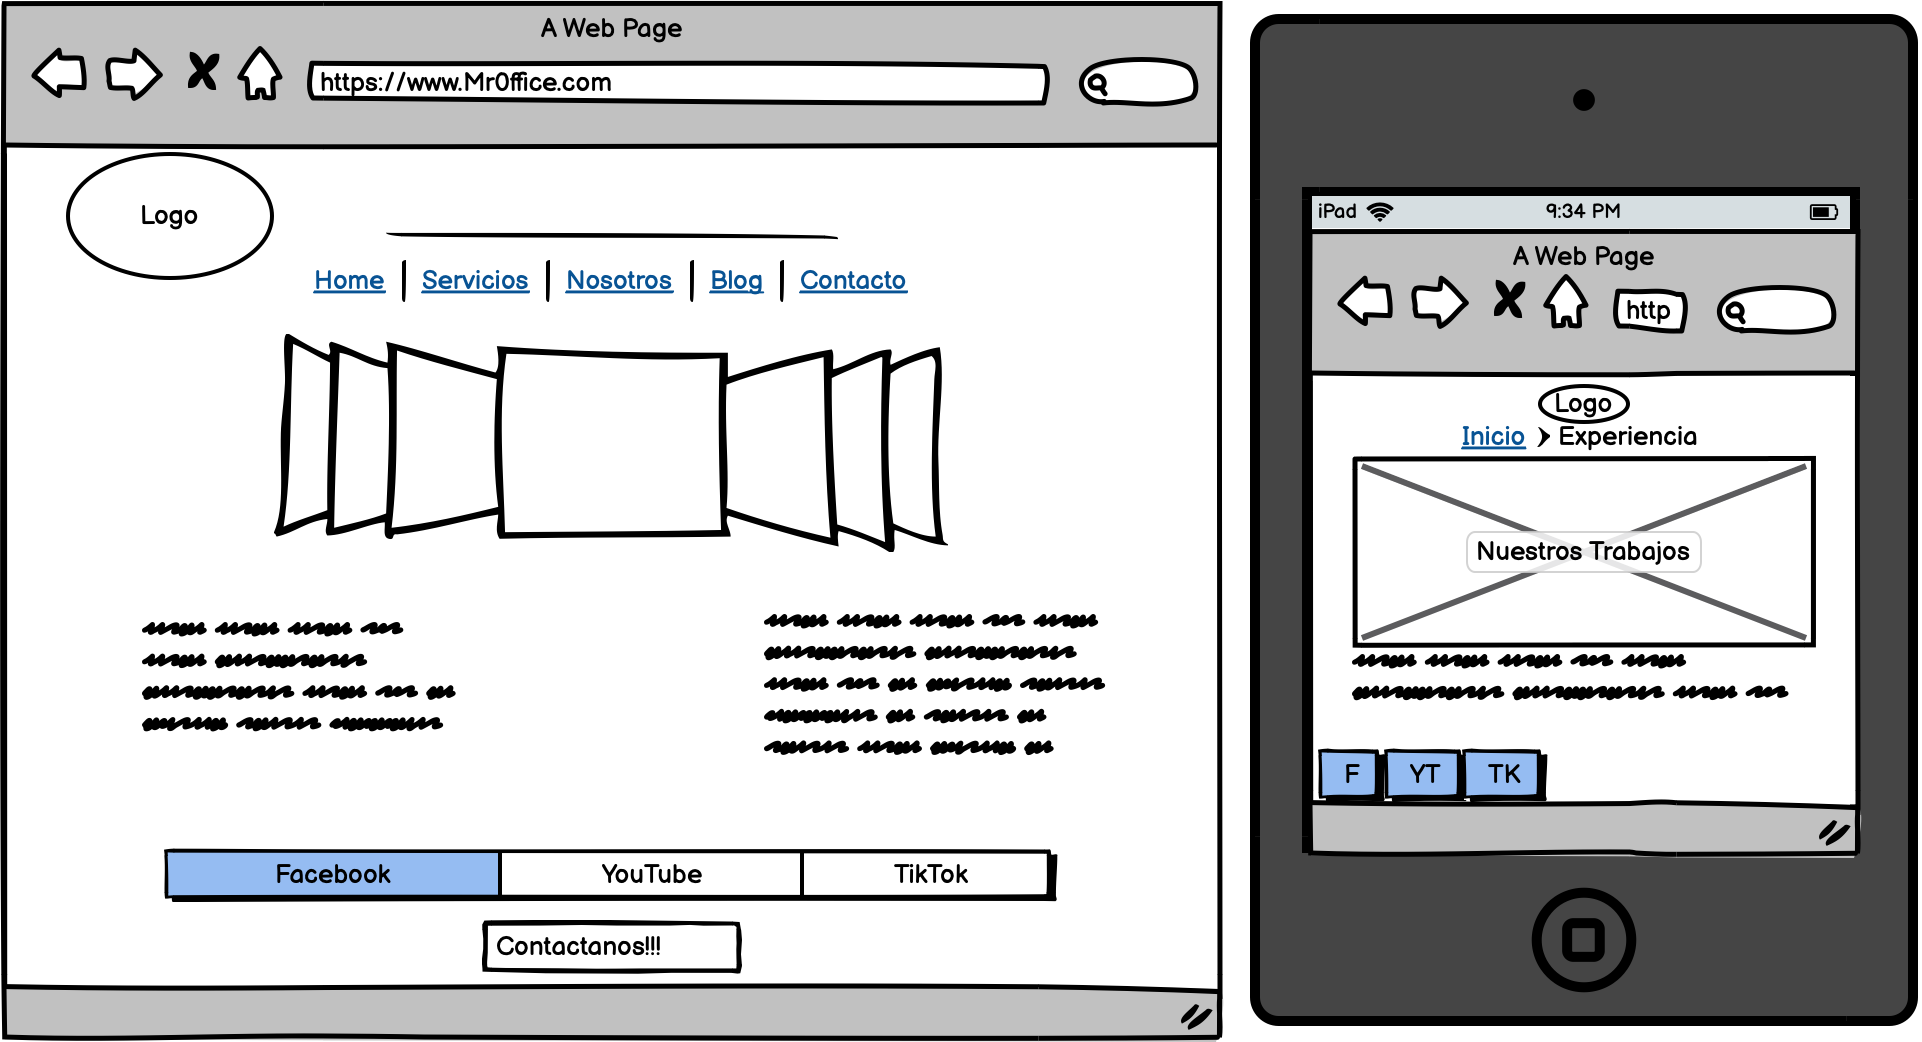 A Web Page
https://www.MrOffice.com
Logo
Home Servicios Nosotros Blog Contacto
Facebook YouTube TikTok
Contactanos!!!
iPad 9:34 PM
A Web Page
http
Logo
Inicio Experiencia
Nuestros Trabajos
F YT TK